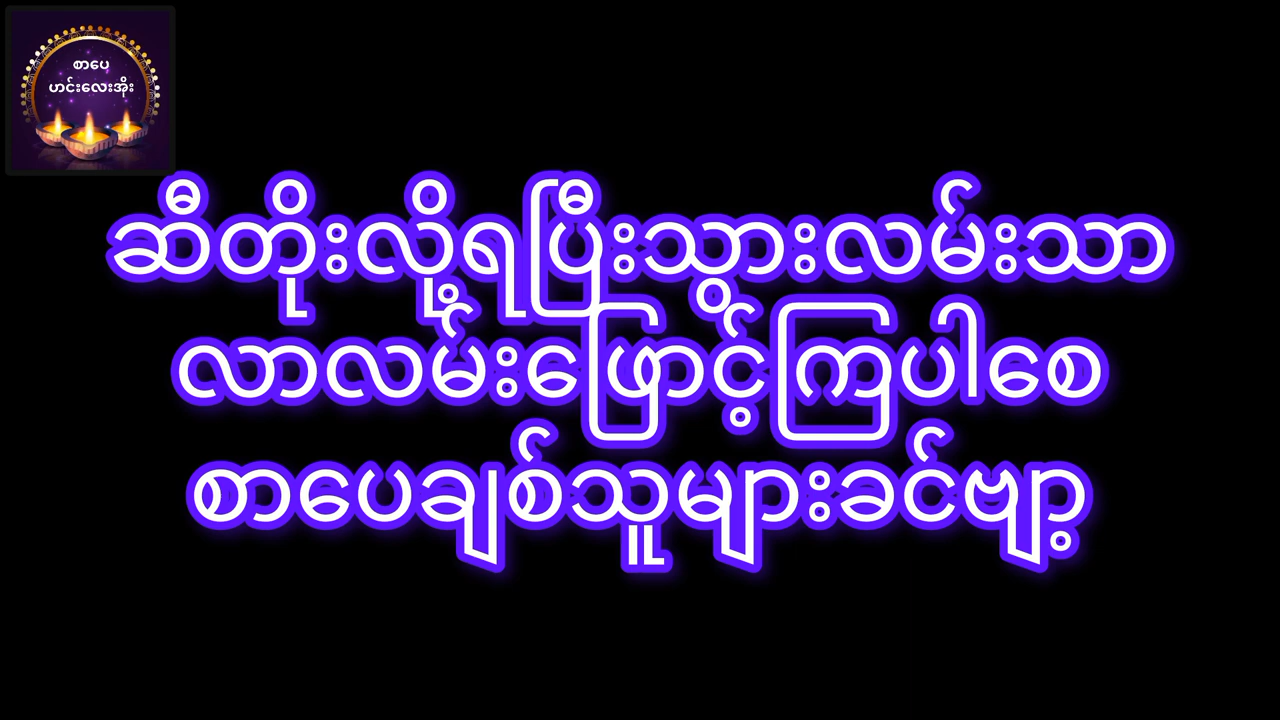 စာပေ
ဟင်းလေးအိုး
ဆီတိုးလို့ရပြီးသွားလမ်းသာ
လာလမ်းဖြောင့်ကြပါစေ
စာပေချစ်သူများခင်ဗျာ့